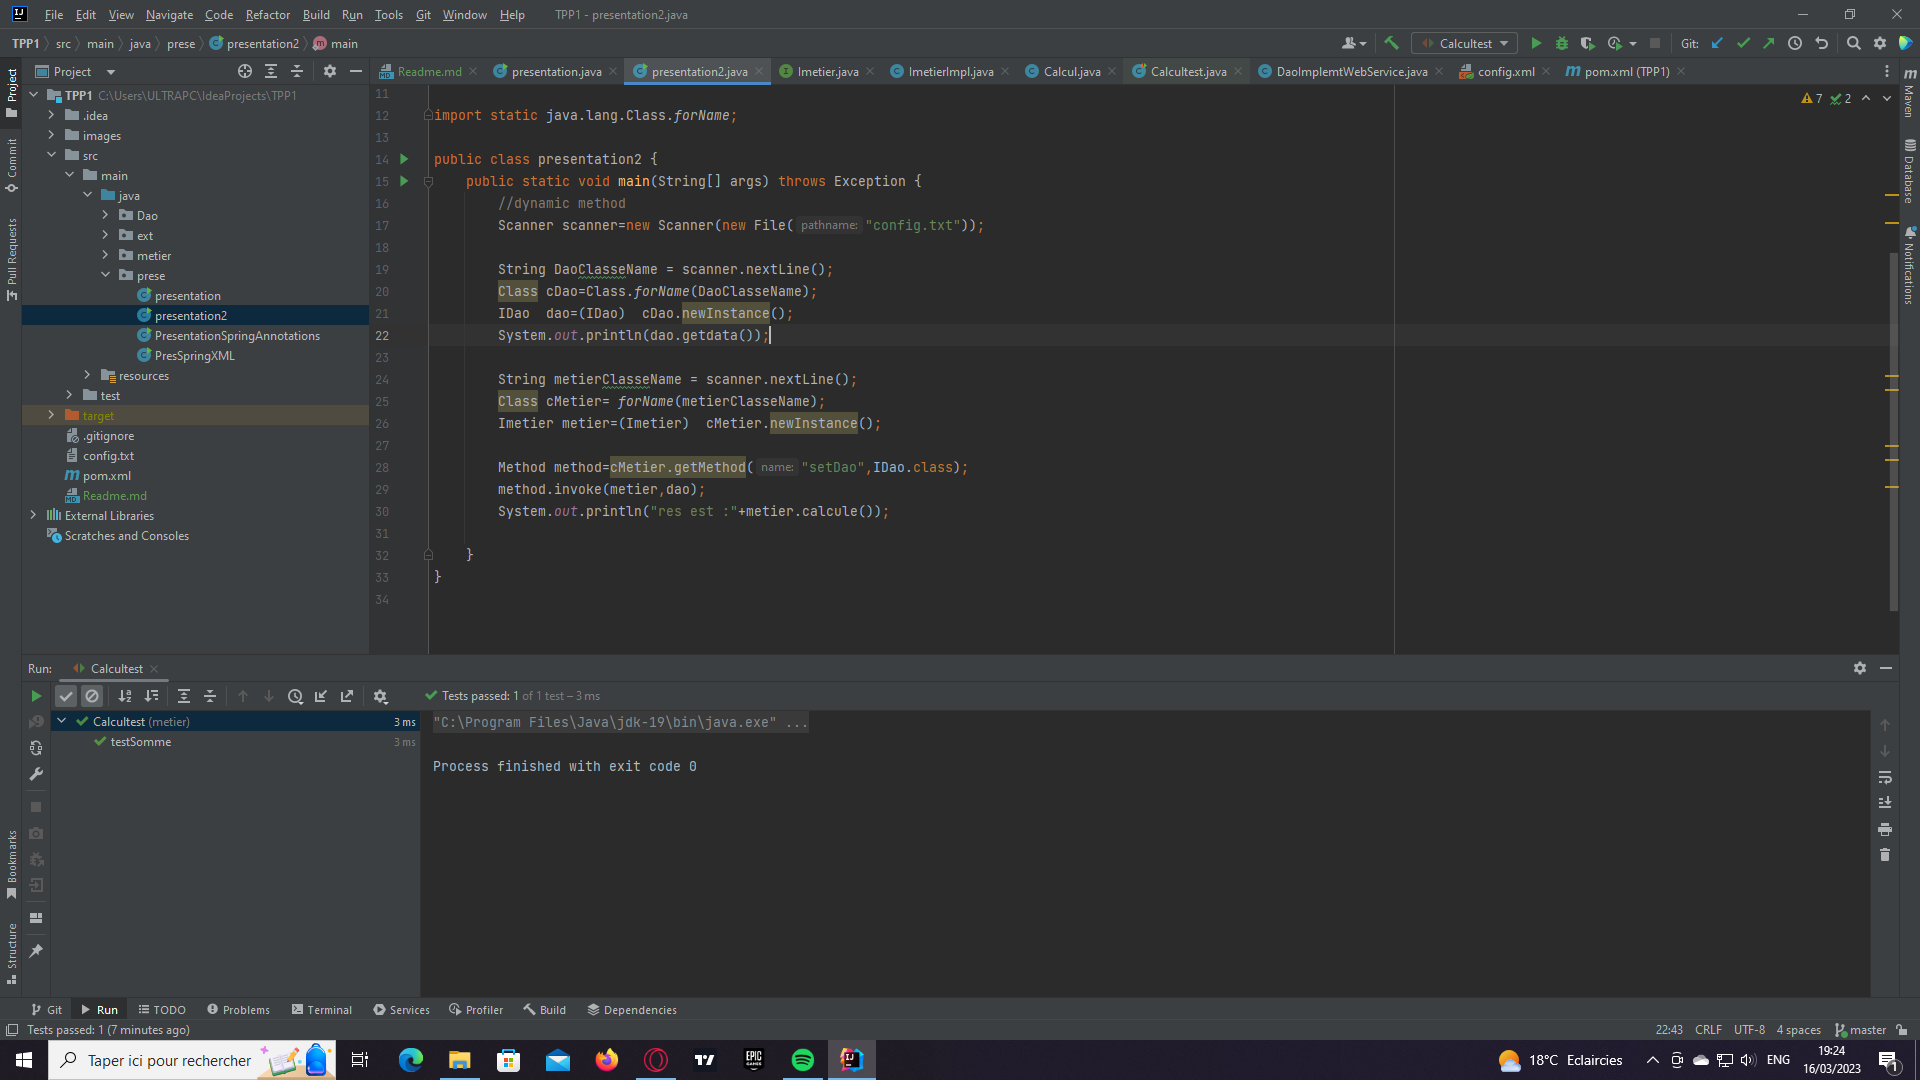 File Edit View Navigate Code Refactor Build Run Tools Git Window Help TPP1 - presentation2.java
TPP1 src main java prese presentation2 main Calcultest Git:
Project Readme.md presentation.java presentation2.java Imetier.java ImetierImpl.java Calcul.java Calcultest.java DaoImplemtWebService.java config.xml pom.xml (TPP1)
TPP1 C:\Users\ULTRAPC\IdeaProjects\TPP1
.idea
images
src
main
java
Dao
ext
metier
prese
presentation
presentation2
PresentationSpringAnnotations
PresSpringXML
resources
test
target
.gitignore
config.txt
pom.xml
Readme.md
External Libraries
Scratches and Consoles
Project
Commit
Pull Requests
Bookmarks
Structure
7 2
11
12 import static java.lang.Class.forName;
13
14 public class presentation2 {
15 public static void main(String[] args) throws Exception {
16 //dynamic method
17 Scanner scanner=new Scanner(new File( pathname: "config.txt"));
18
19 String DaoClasseName = scanner.nextLine();
20 Class cDao=Class.forName(DaoClasseName);
21 IDao dao=(IDao) cDao.newInstance();
22 System.out.println(dao.getdata());
23
24 String metierClasseName = scanner.nextLine();
25 Class cMetier= forName(metierClasseName);
26 Imetier metier=(Imetier) cMetier.newInstance();
27
28 Method method=cMetier.getMethod( name: "setDao",IDao.class);
29 method.invoke(metier,dao);
30 System.out.println("res est :"+metier.calcule());
31
32 }
33 }
34
Maven
Database
Notifications
Run: Calcultest
Tests passed: 1 of 1 test – 3 ms
Calcultest (metier) 3 ms
testSomme 3 ms
"C:\Program Files\Java\jdk-19\bin\java.exe" ...
Process finished with exit code 0
Git Run TODO Problems Terminal Services Profiler Build Dependencies
Tests passed: 1 (7 minutes ago) 22:43 CRLF UTF-8 4 spaces master
Taper ici pour rechercher 18°C Eclaircies ENG 19:24
16/03/2023
1
EPIC GAMES